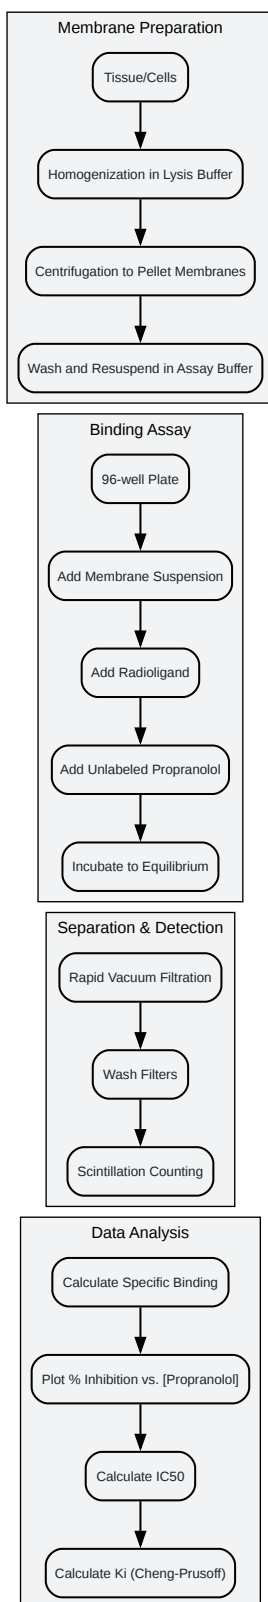 Membrane Preparation
Tissue/Cells
Homogenization in Lysis Buffer
Centrifugation to Pellet Membranes
Wash and Resuspend in Assay Buffer
Binding Assay
96-well Plate
Add Membrane Suspension
Add Radioligand
Add Unlabeled Propranolol
Incubate to Equilibrium
Separation & Detection
Rapid Vacuum Filtration
Wash Filters
Scintillation Counting
Data Analysis
Calculate Specific Binding
Plot % Inhibition vs. [Propranolol]
Calculate IC50
Calculate Ki (Cheng-Prusoff)